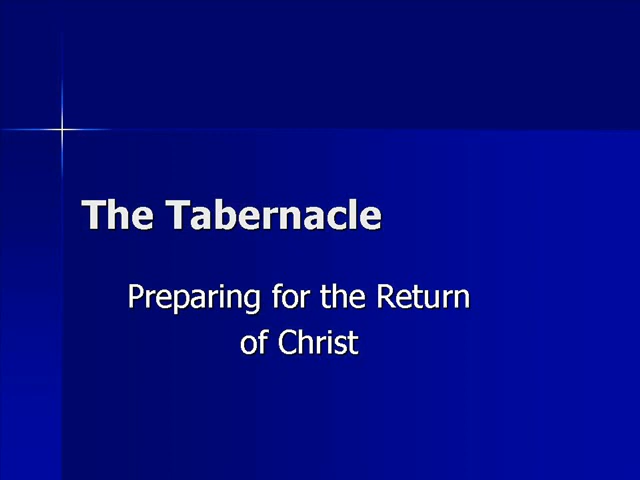 The Tabernacle
Preparing for the Return
of Christ